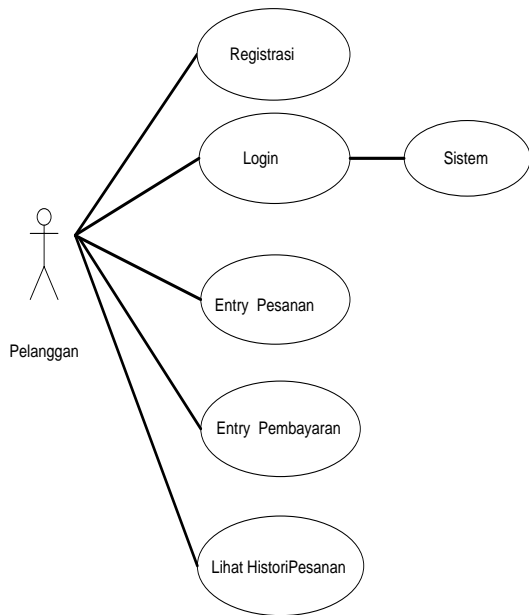 Registrasi
Login
Sistem
Entry Pesanan
Pelanggan
Entry Pembayaran
Lihat HistoriPesanan